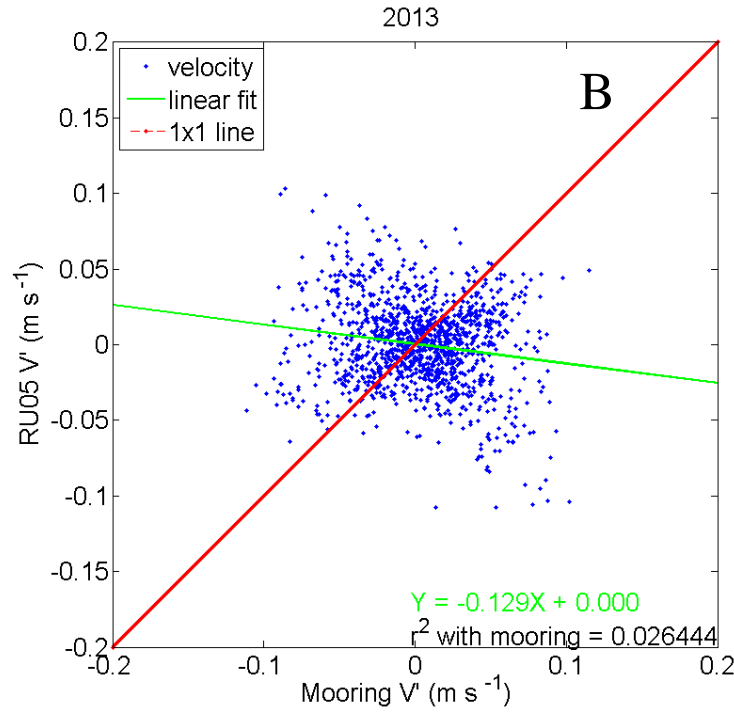 2013
velocity
linear fit
1x1 line
B
0.2
0.15
0.1
0.05
0
-0.05
-0.1
-0.15
-0.2
RU05 V' (m s⁻¹)
Y = -0.129X + 0.000
r² with mooring = 0.026444
-0.2 -0.1 0 0.1 0.2
Mooring V' (m s⁻¹)